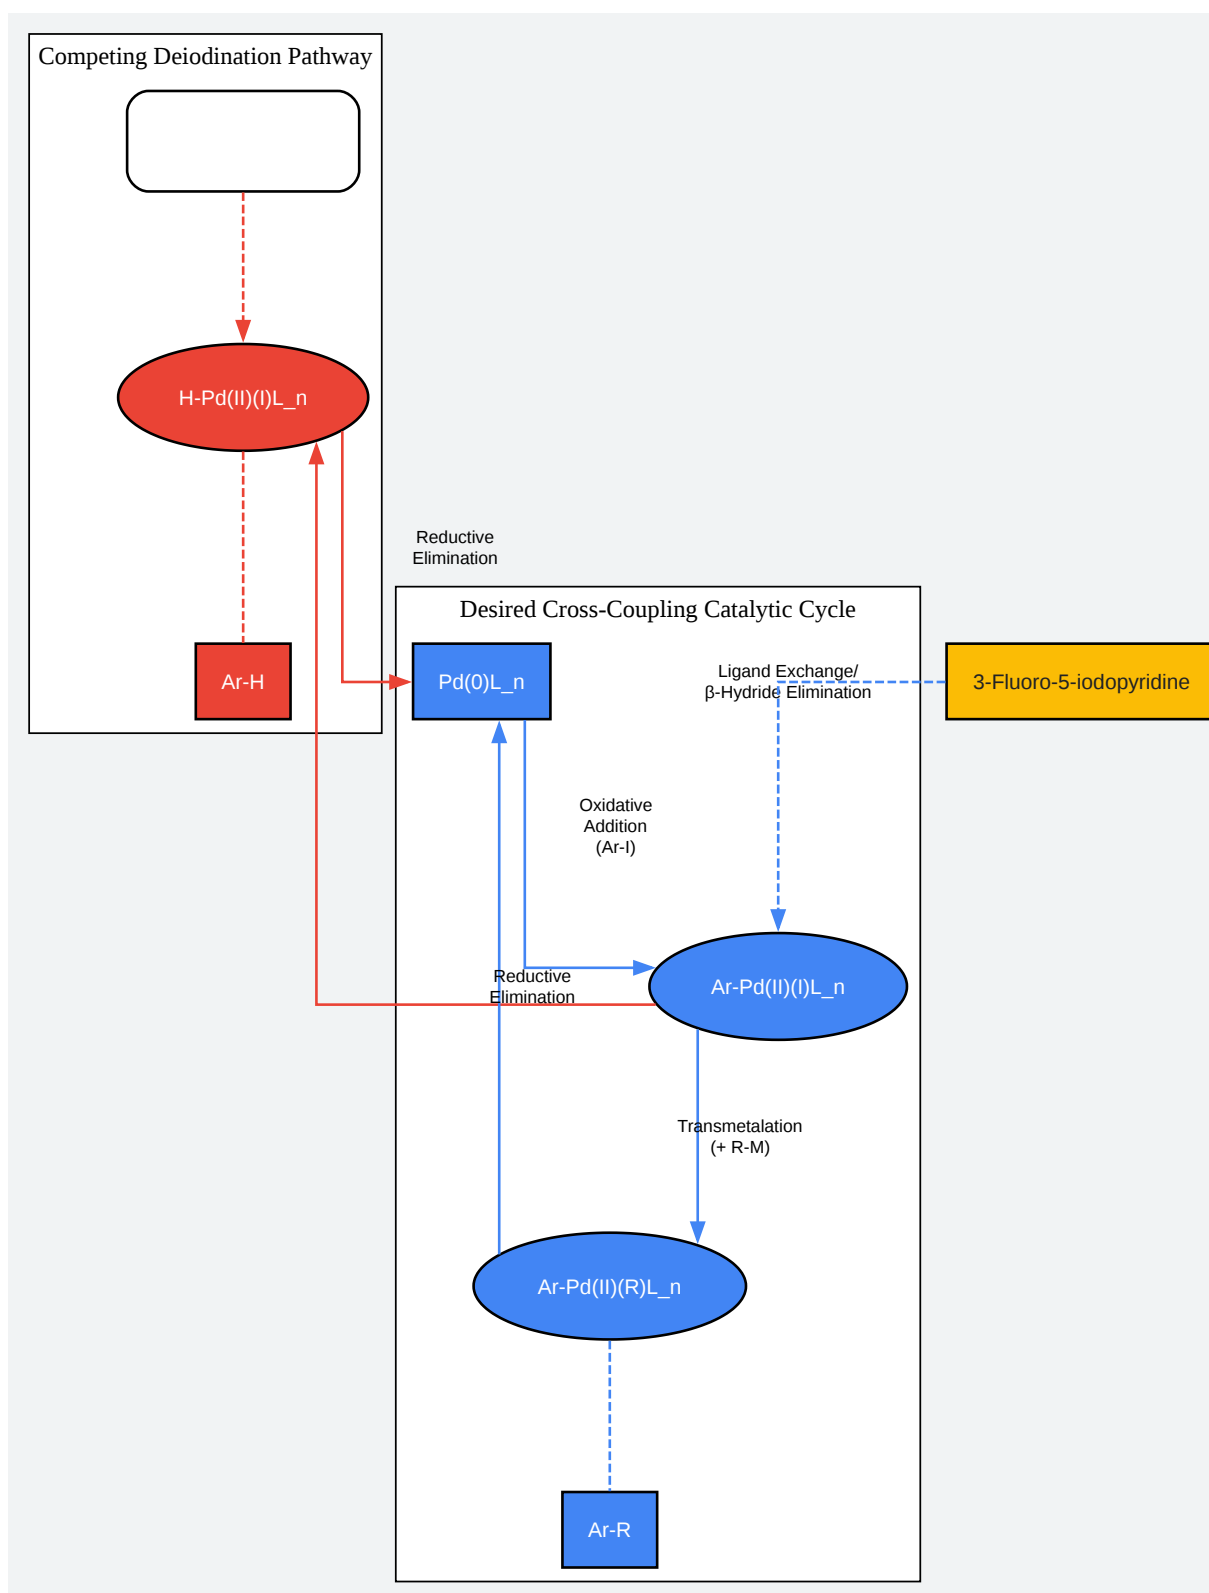 Competing Deiodination Pathway
H-Pd(II)(I)L_n
Reductive
Elimination
Desired Cross-Coupling Catalytic Cycle
Ar-H
Pd(0)L_n
Ligand Exchange/
β-Hydride Elimination
3-Fluoro-5-iodopyridine
Oxidative
Addition
(Ar-I)
Reductive
Elimination
Ar-Pd(II)(I)L_n
Transmetalation
(+ R-M)
Ar-Pd(II)(R)L_n
Ar-R